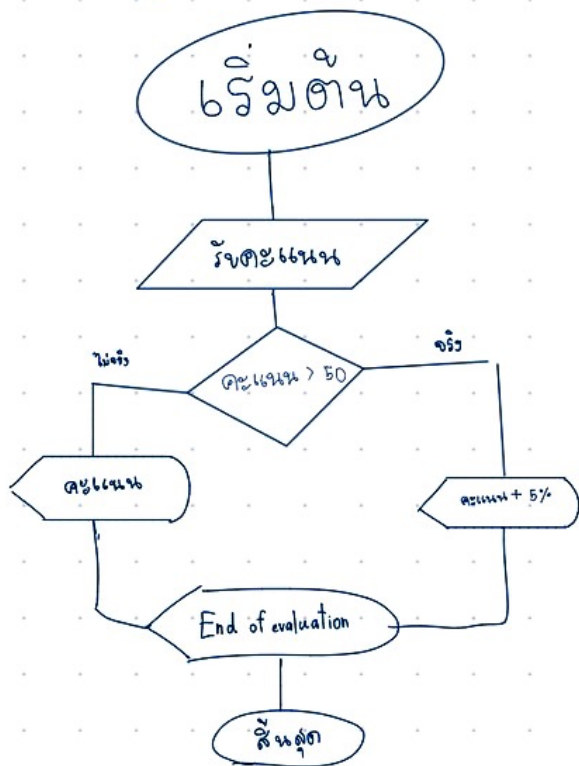 เริ่มต้น
รับคะแนน
คะแนน > 50
ไม่จริง
จริง
คะแนน
คะแนน + 5%
End of evaluation
สิ้นสุด